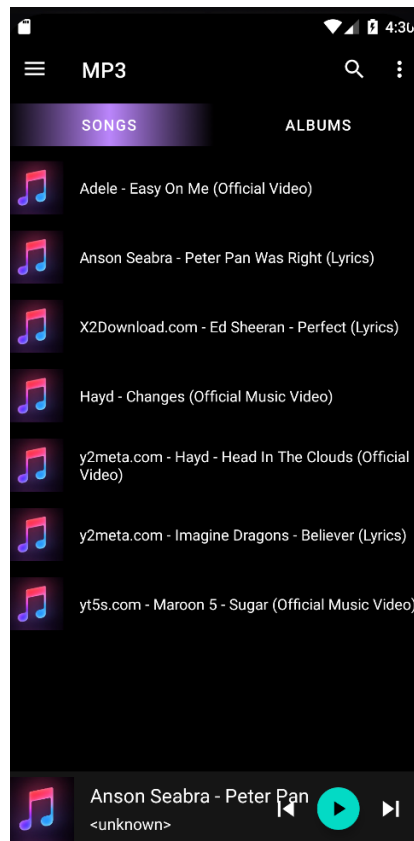 4:30
MP3
SONGS
ALBUMS
Adele - Easy On Me (Official Video)
Anson Seabra - Peter Pan Was Right (Lyrics)
X2Download.com - Ed Sheeran - Perfect (Lyrics)
Hayd - Changes (Official Music Video)
y2meta.com - Hayd - Head In The Clouds (Official
Video)
y2meta.com - Imagine Dragons - Believer (Lyrics)
yt5s.com - Maroon 5 - Sugar (Official Music Video)
Anson Seabra - Peter Pan
<unknown>